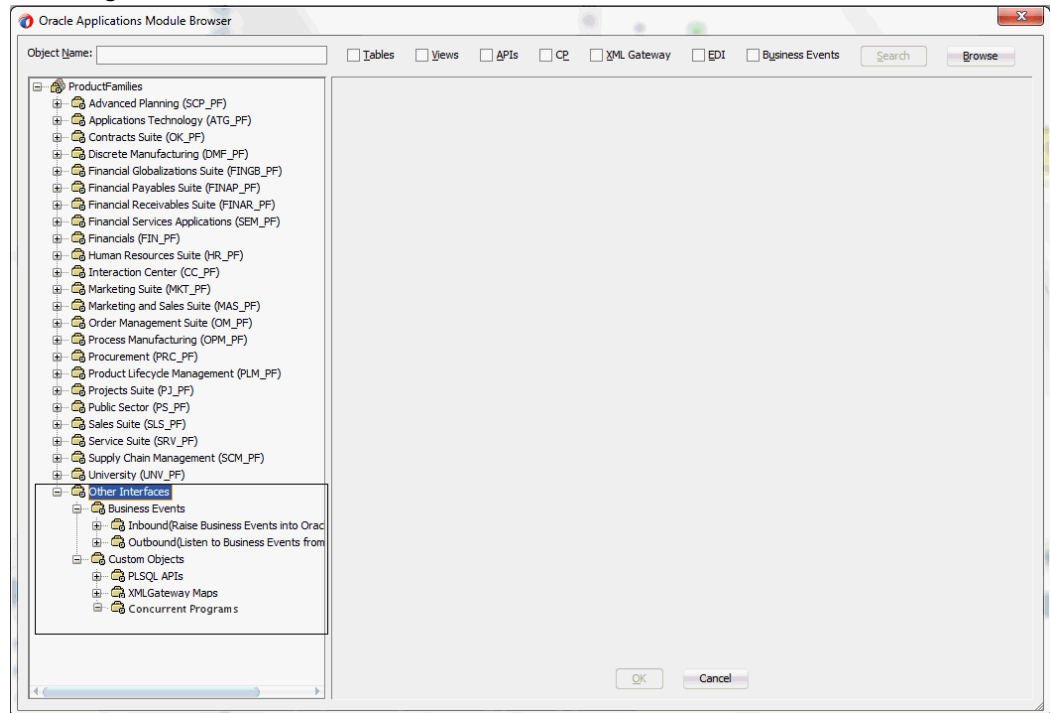 Oracle Applications Module Browser
X
Object Name:
Tables
Views
APIs
CP
XML Gateway
EDI
Business Events
Search
Browse
ProductFamilies
Advanced Planning (SCP_PF)
Applications Technology (ATG_PF)
Contracts Suite (OK_PF)
Discrete Manufacturing (DMF_PF)
Financial Globalizations Suite (FINGB_PF)
Financial Payables Suite (FINAP_PF)
Financial Receivables Suite (FINAR_PF)
Financial Services Applications (SEM_PF)
Financials (FIN_PF)
Human Resources Suite (HR_PF)
Interaction Center (CC_PF)
Marketing Suite (MKT_PF)
Marketing and Sales Suite (MAS_PF)
Order Management Suite (OM_PF)
Process Manufacturing (OPM_PF)
Procurement (PRC_PF)
Product Lifecycle Management (PLM_PF)
Projects Suite (PJ_PF)
Public Sector (PS_PF)
Sales Suite (SLS_PF)
Service Suite (SRV_PF)
Supply Chain Management (SCM_PF)
University (UNV_PF)
Other Interfaces
Business Events
Inbound(Raise Business Events into Orac
Outbound(Listen to Business Events from
Custom Objects
PLSQL APIs
XMLGateway Maps
Concurrent Programs
OK
Cancel